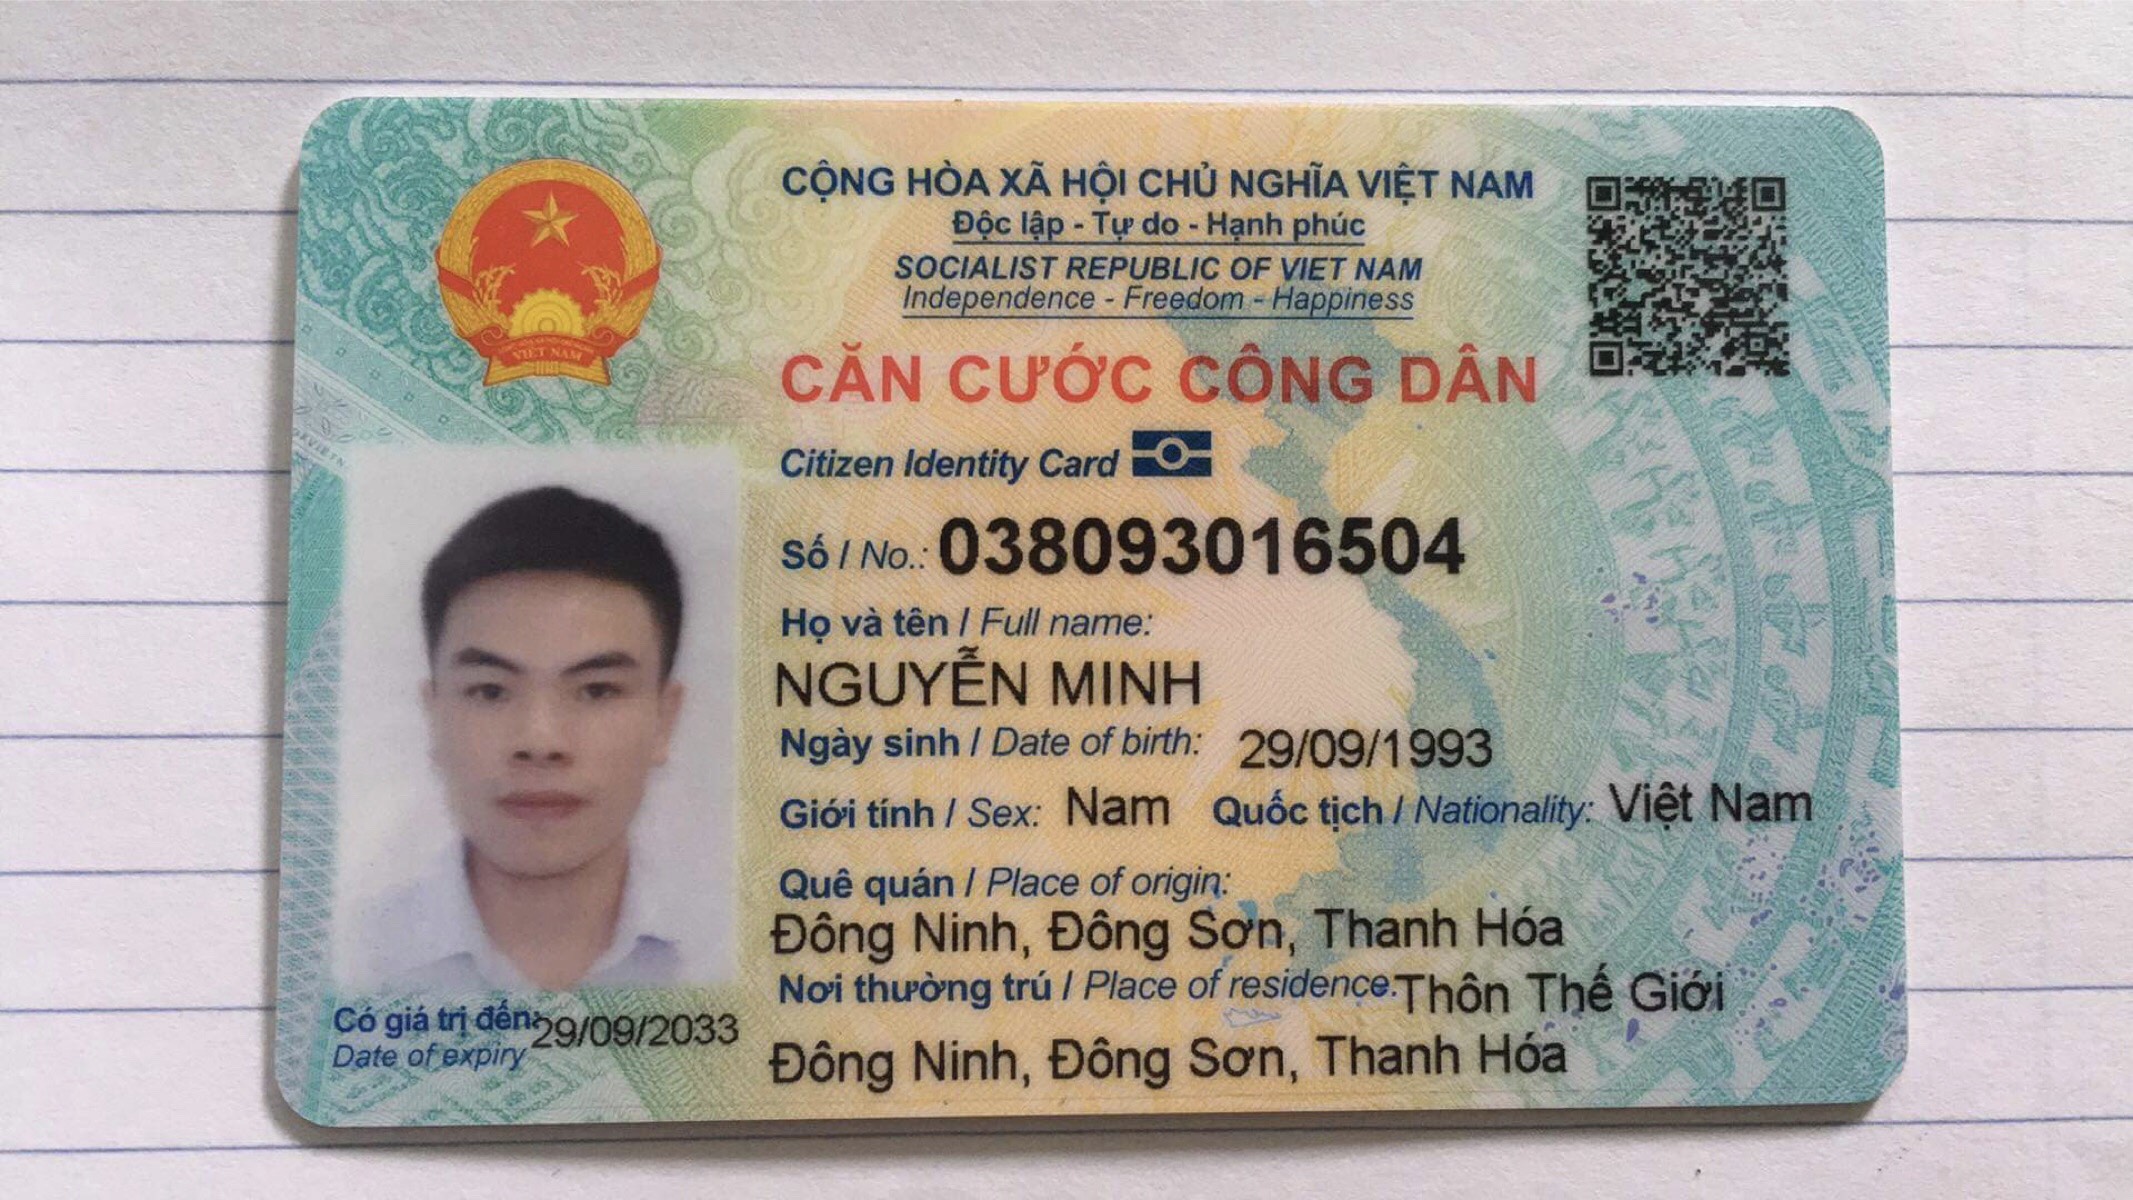 CỘNG HÒA XÃ HỘI CHỦ NGHĨA VIỆT NAM
Độc lập - Tự do - Hạnh phúc
SOCIALIST REPUBLIC OF VIET NAM
Independence - Freedom - Happiness
VIET NAM
CĂN CƯỚC CÔNG DÂN
Citizen Identity Card
Số / No.: 038093016504
Họ và tên / Full name:
NGUYỄN MINH
Ngày sinh / Date of birth: 29/09/1993
Giới tính / Sex: Nam Quốc tịch / Nationality: Việt Nam
Quê quán / Place of origin:
Đông Ninh, Đông Sơn, Thanh Hóa
Nơi thường trú / Place of residence: Thôn Thế Giới
Đông Ninh, Đông Sơn, Thanh Hóa
Có giá trị đến: 29/09/2033
Date of expiry